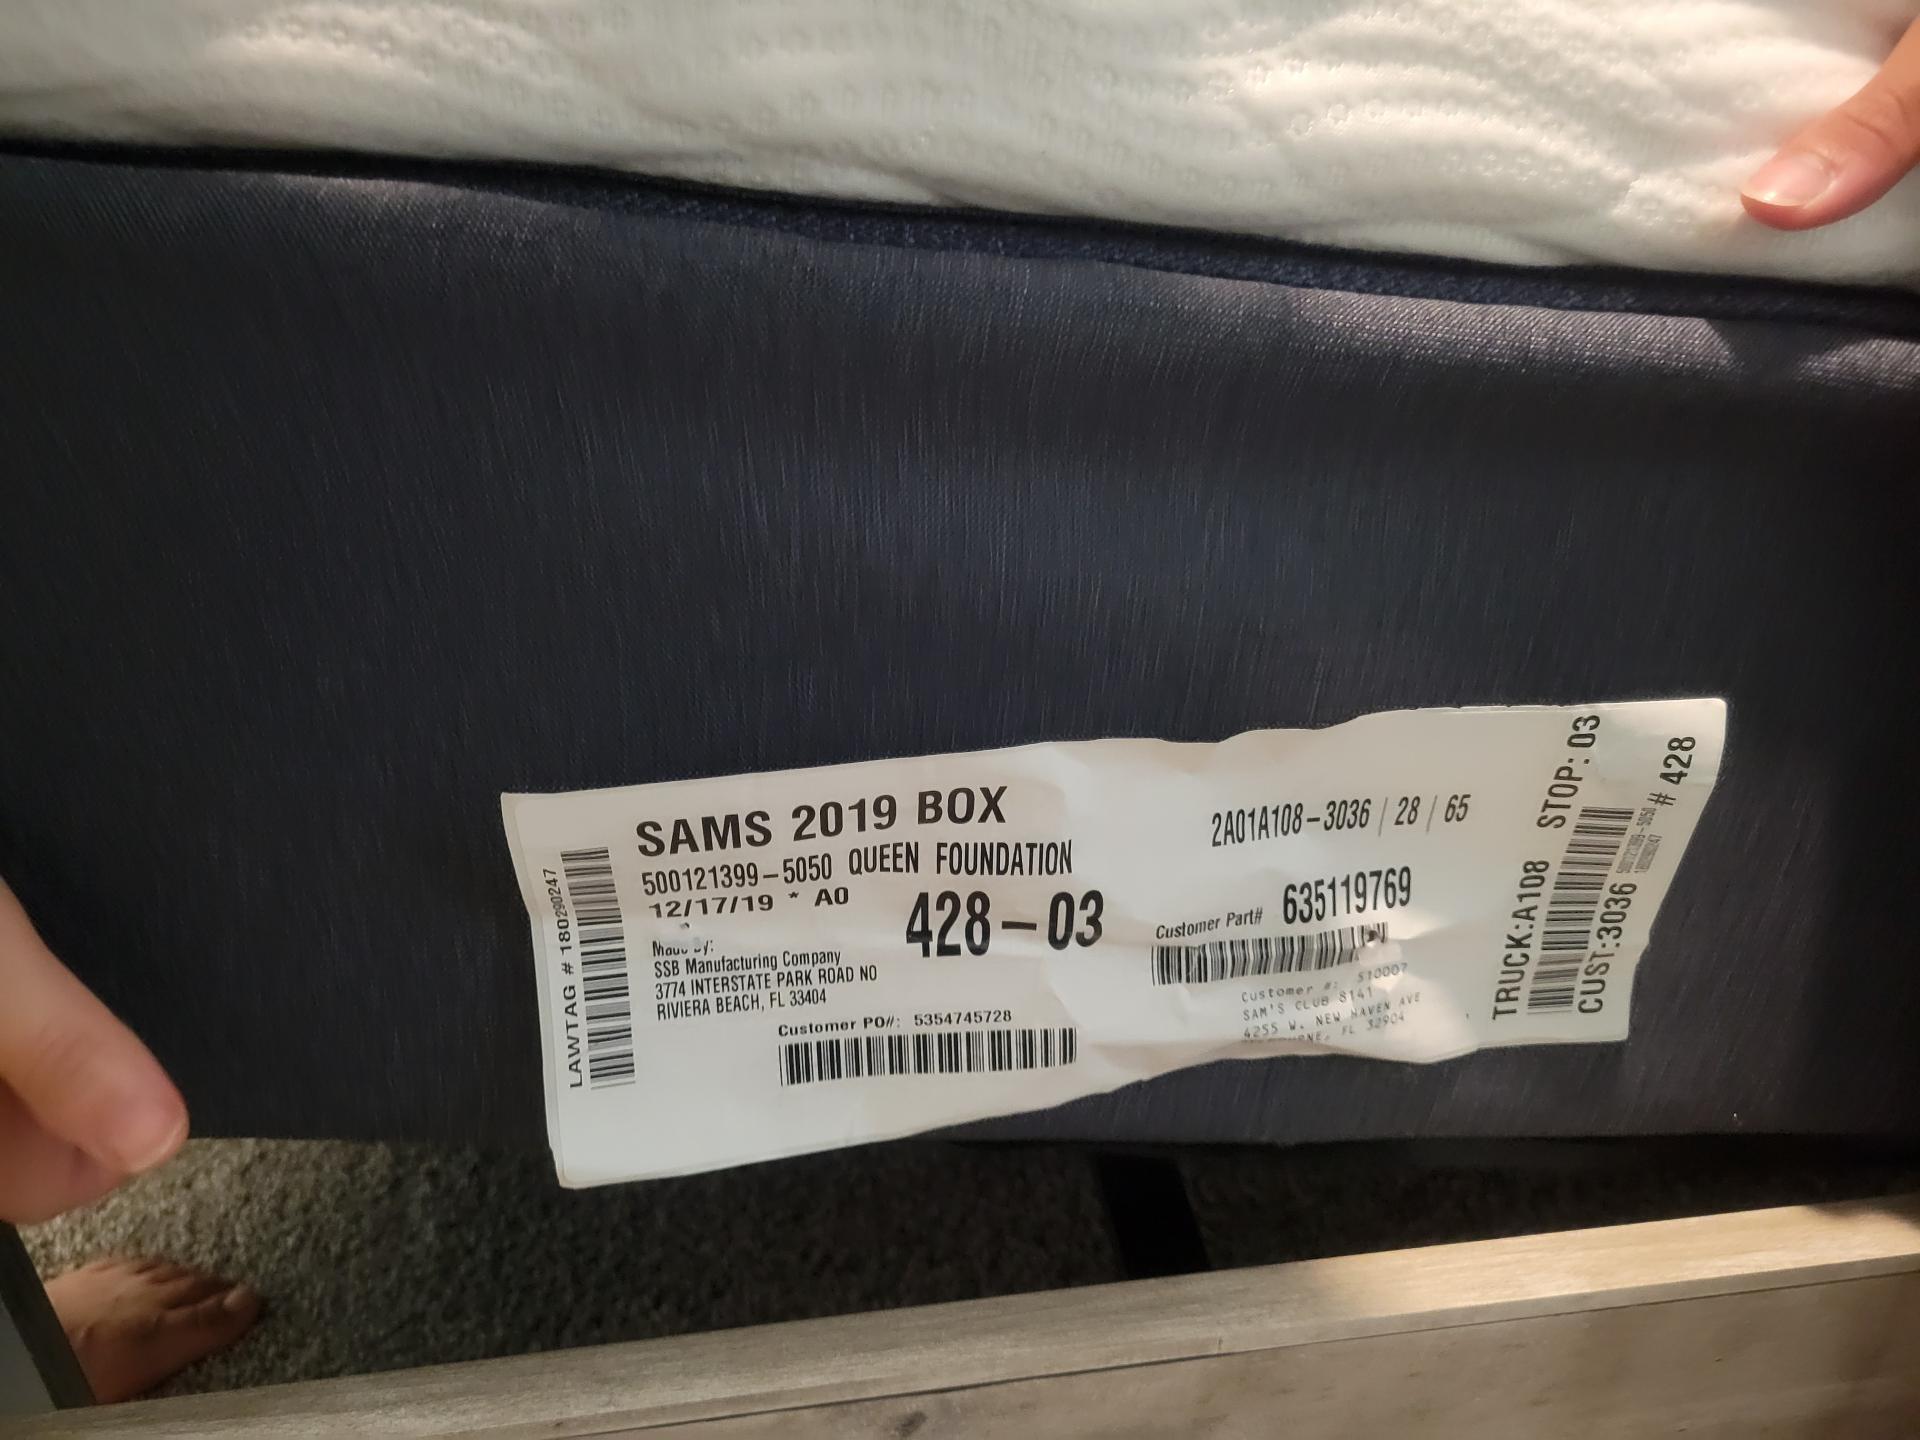 SAMS 2019 BOX
500121399-5050 QUEEN FOUNDATION
12/17/19 * A0
428-03
Made By:
SSB Manufacturing Company
3774 INTERSTATE PARK ROAD NO
RIVIERA BEACH, FL 33404
Customer PO#: 5354745728
LAWTAG # 180290247
2A01A108-3036 / 28 / 65
Customer Part# 635119769
Customer #: 510007
SAM'S CLUB 8141
4255 W. NEW HAVEN AVE
FL 32904
TRUCK:A108 STOP:03
CUST:3036
500121399-5050
180290247
# 428